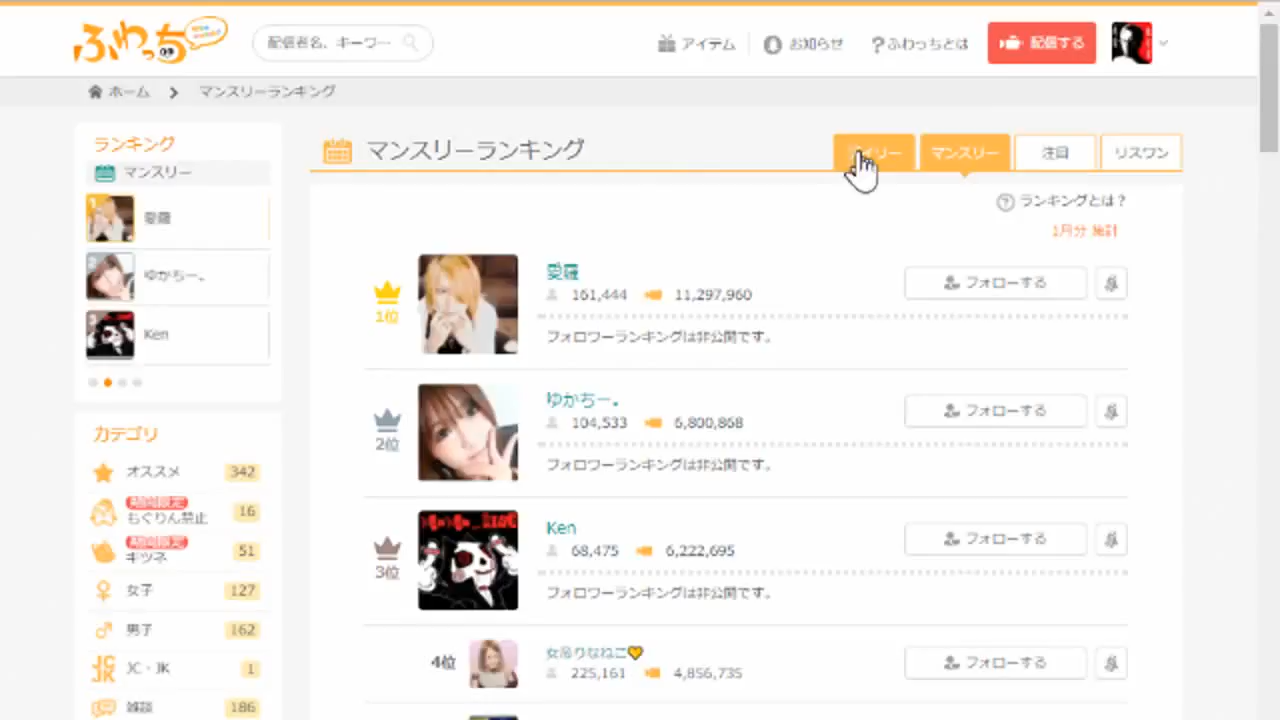 ふわっち
配信者名、キーワー
アイテム
お知らせ
?ふわっちとは
配信する
ホーム > マンスリーランキング
ランキング
マンスリー
1
愛羅
2
ゆかちー。
3
Ken
カテゴリ
オススメ 342
期間限定
もぐりん禁止 16
期間限定
キツネ 51
女子 127
男子 162
JC JK JC・JK 1
雑談 186
マンスリーランキング
マンスリー
注目
リスワン
? ランキングとは?
1月分 集計
1位
愛羅
161,444 11,297,960
フォローする
フォロワーランキングは非公開です。
2位
ゆかちー。
104,533 6,800,868
フォローする
フォロワーランキングは非公開です。
3位
Ken
68,475 6,222,695
フォローする
フォロワーランキングは非公開です。
4位
りなねこ💛
225,161 4,856,735
フォローする